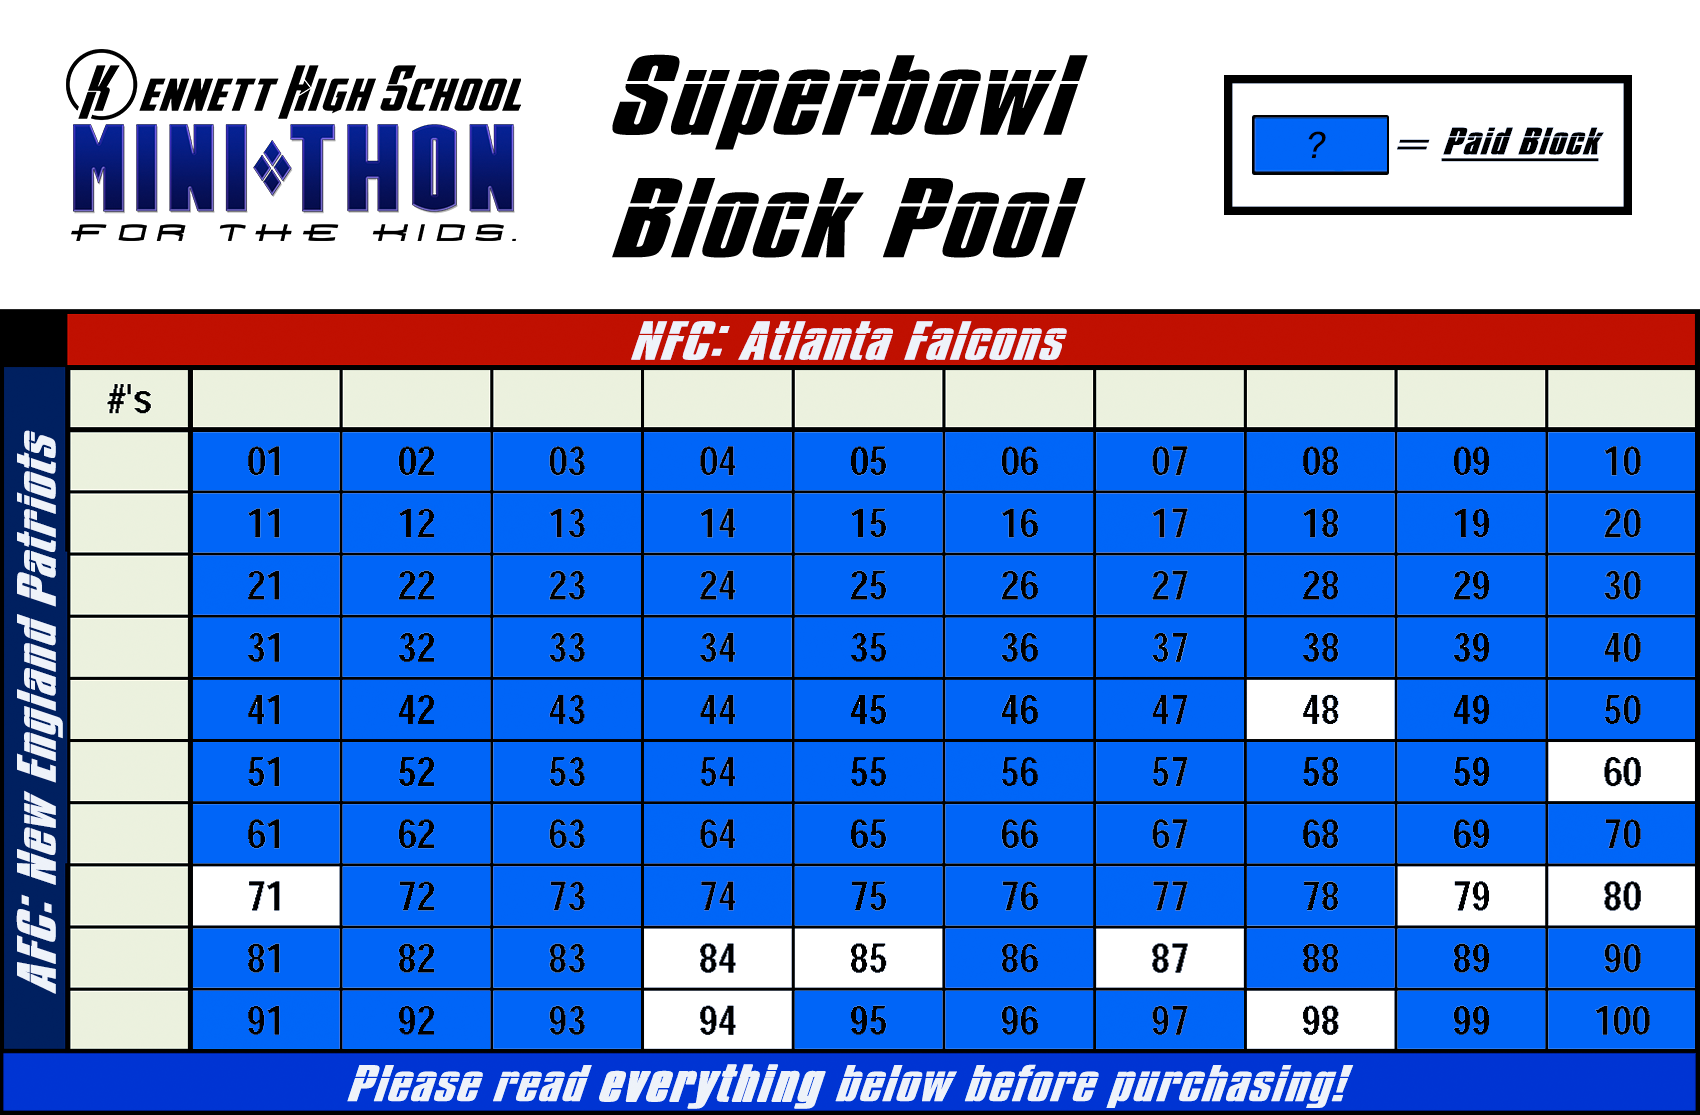 KENNETT HIGH SCHOOL
MINI THON
FOR THE KIDS.
Superbowl
Block Pool
? = Paid Block
NFC: Atlanta Falcons
AFC: New England Patriots
#'s
01 02 03 04 05 06 07 08 09 10
11 12 13 14 15 16 17 18 19 20
21 22 23 24 25 26 27 28 29 30
31 32 33 34 35 36 37 38 39 40
41 42 43 44 45 46 47 48 49 50
51 52 53 54 55 56 57 58 59 60
61 62 63 64 65 66 67 68 69 70
71 72 73 74 75 76 77 78 79 80
81 82 83 84 85 86 87 88 89 90
91 92 93 94 95 96 97 98 99 100
Please read everything below before purchasing!